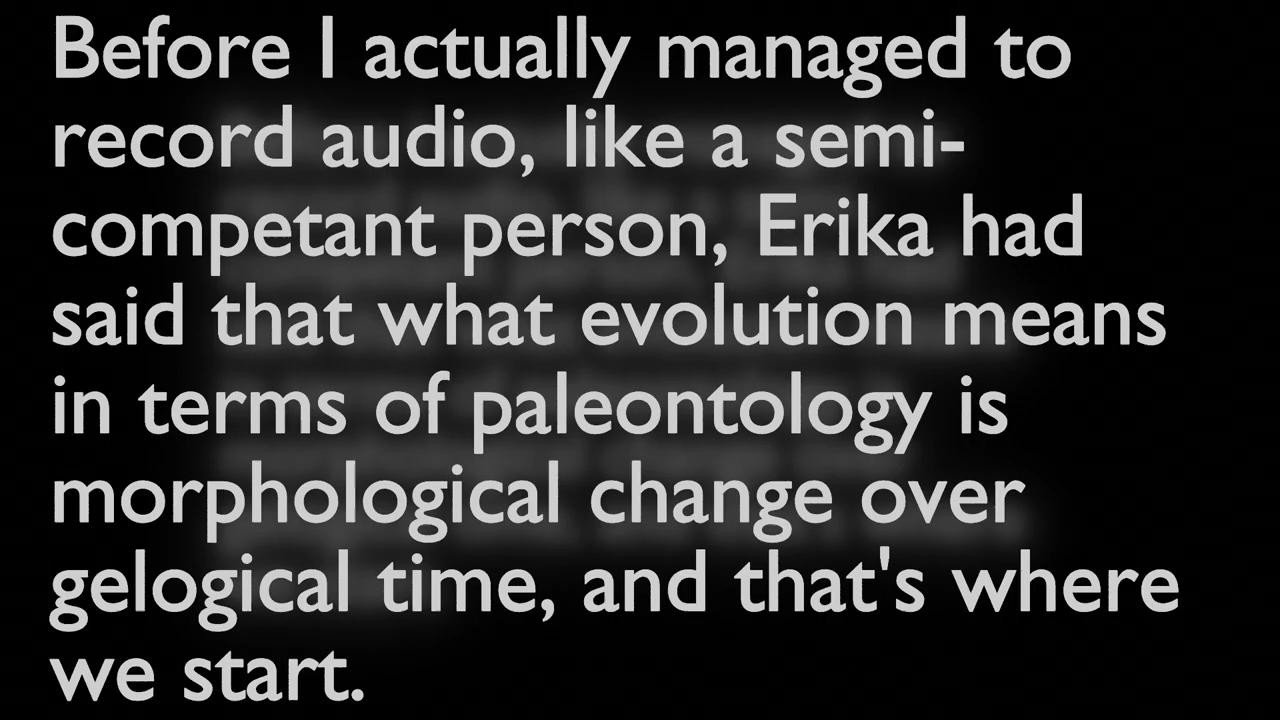 Before I actually managed to
record audio, like a semi-
competant person, Erika had
said that what evolution means
in terms of paleontology is
morphological change over
gelogical time, and that's where
we start.